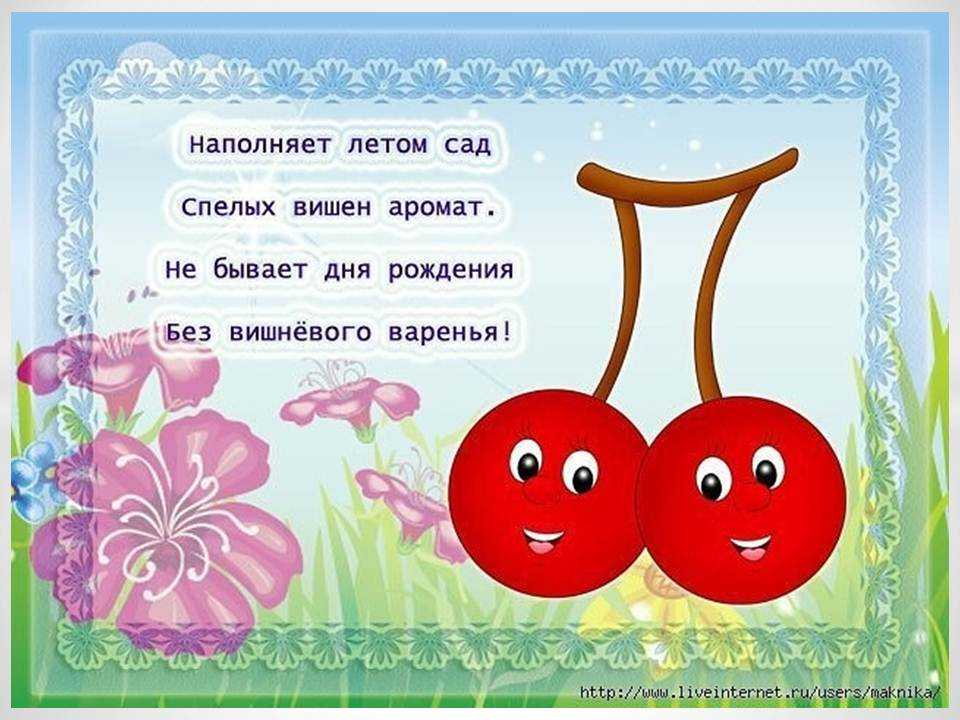 Наполняет летом сад
Спелых вишен аромат.
Не бывает дня рождения
Без вишнёвого варенья!
http://www.liveinternet.ru/users/maknika/